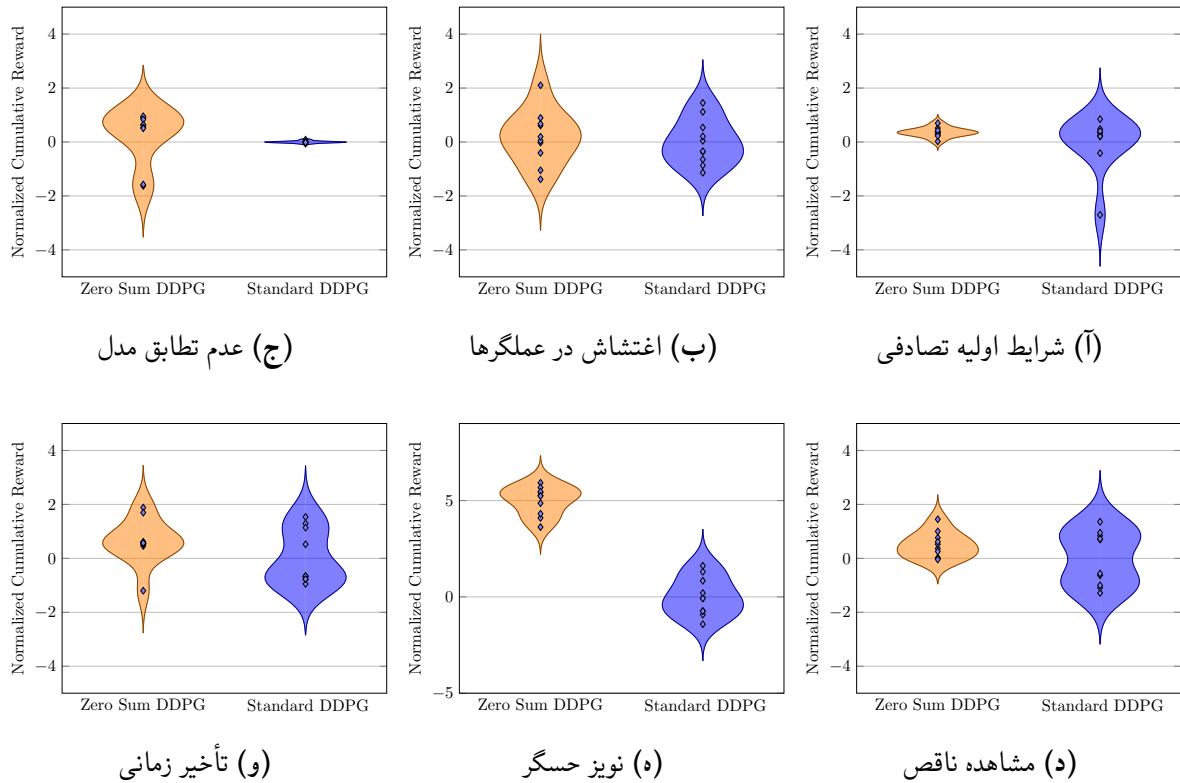 Normalized Cumulative Reward
4
2
0
−2
−4
Zero Sum DDPG
Standard DDPG
(آ) شرایط اولیه تصادفی
Normalized Cumulative Reward
4
2
0
−2
−4
Zero Sum DDPG
Standard DDPG
(ب) اغتشاش در عملگرها
Normalized Cumulative Reward
4
2
0
−2
−4
Zero Sum DDPG
Standard DDPG
(ج) عدم تطابق مدل
Normalized Cumulative Reward
4
2
0
−2
−4
Zero Sum DDPG
Standard DDPG
(د) مشاهده ناقص
Normalized Cumulative Reward
5
0
−5
Zero Sum DDPG
Standard DDPG
(ه) نویز حسگر
Normalized Cumulative Reward
4
2
0
−2
−4
Zero Sum DDPG
Standard DDPG
(و) تأخیر زمانی